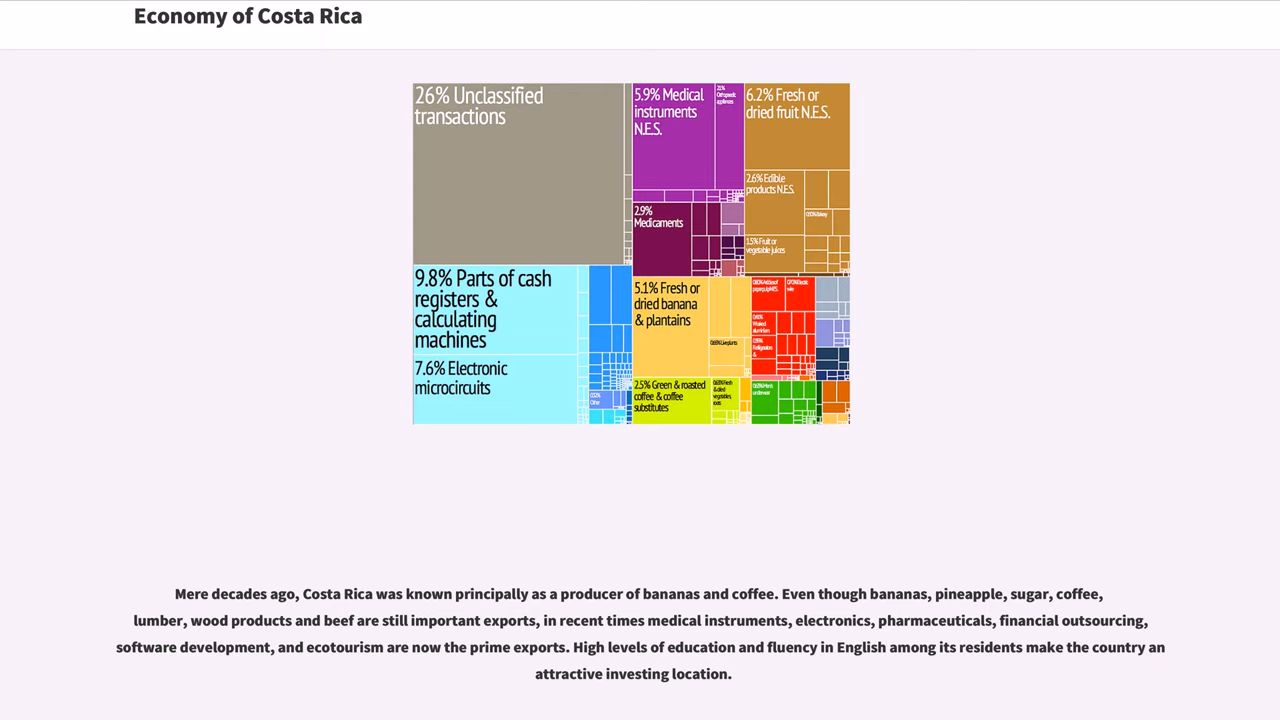 Economy of Costa Rica
26% Unclassified
transactions
5.9% Medical
instruments
N.E.S.
2.1%
Orthopaedic
appliances
6.2% Fresh or
dried fruit N.E.S.
2.6% Edible
products N.E.S.
1.5% Fruit or
vegetable juices
2.9%
Medicaments
9.8% Parts of cash
registers &
calculating
machines
7.6% Electronic
microcircuits
5.1% Fresh or
dried banana
& plantains
2.5% Green & roasted
coffee & coffee
substitutes
Mere decades ago, Costa Rica was known principally as a producer of bananas and coffee. Even though bananas, pineapple, sugar, coffee,
lumber, wood products and beef are still important exports, in recent times medical instruments, electronics, pharmaceuticals, financial outsourcing,
software development, and ecotourism are now the prime exports. High levels of education and fluency in English among its residents make the country an
attractive investing location.